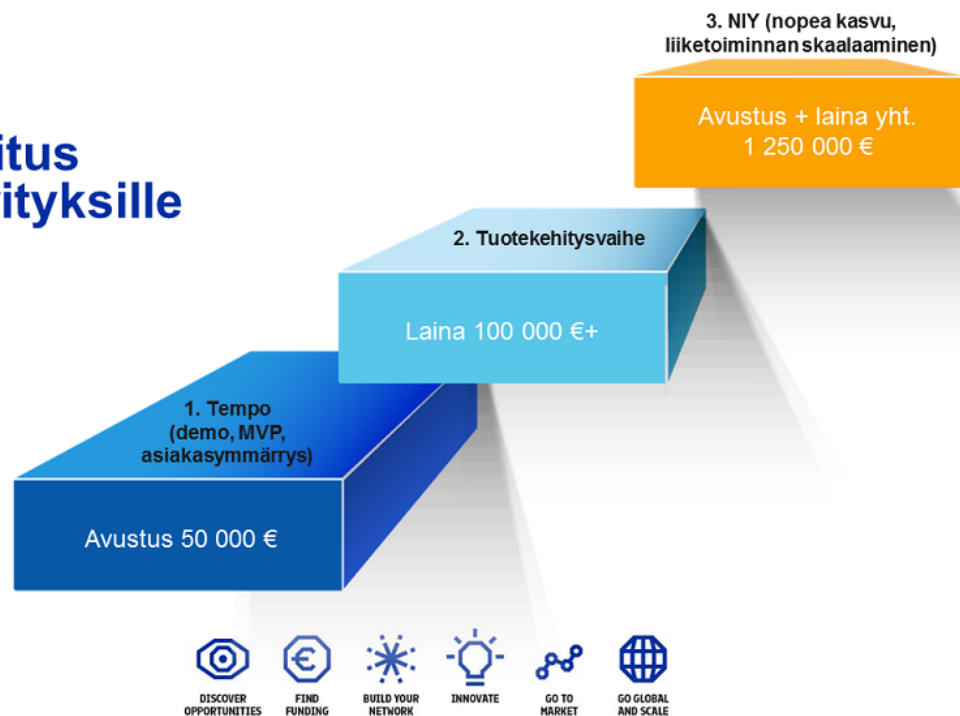 3. NIY (nopea kasvu,
liiketoiminnan skaalaaminen)
Avustus + laina yht.
1 250 000 €
itus
ityksille
2. Tuotekehitysvaihe
Laina 100 000 €+
1. Tempo
(demo, MVP,
asiakasymmärrys)
Avustus 50 000 €
DISCOVER
OPPORTUNITIES
FIND
FUNDING
BUILD YOUR
NETWORK
INNOVATE
GO TO
MARKET
GO GLOBAL
AND SCALE